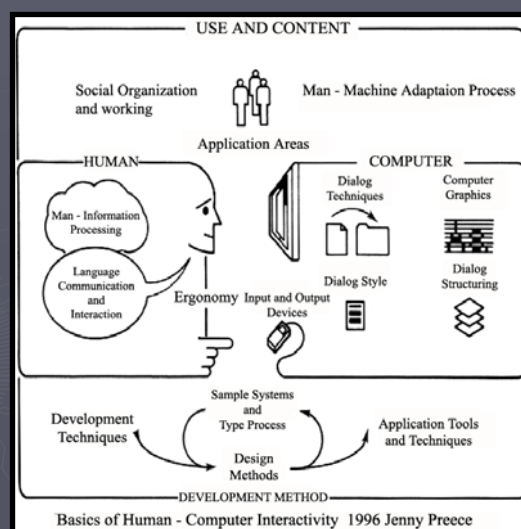 USE AND CONTENT
Social Organization
and working
Man - Machine Adaptaion Process
Application Areas
HUMAN
COMPUTER
Man - Information
Processing
Language
Communication
and
Interaction
Ergonomy
Dialog
Techniques
Computer
Graphics
Input and Output
Devices
Dialog Style
Dialog
Structuring
Development
Techniques
Sample Systems
and
Type Process
Design
Methods
Application Tools
and Techniques
DEVELOPMENT METHOD
Basics of Human - Computer Interactivity 1996 Jenny Preece